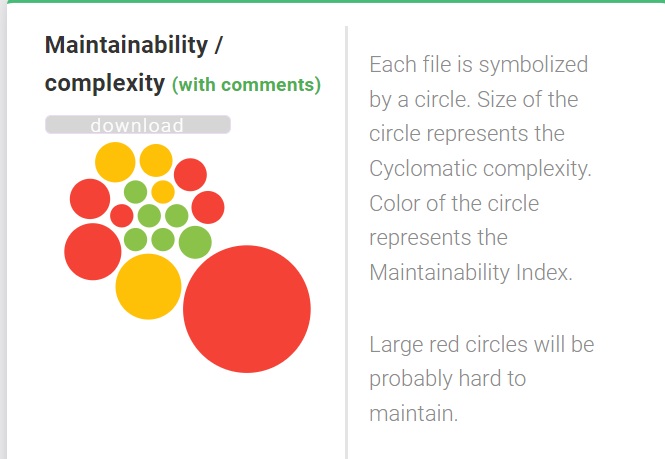 Maintainability /
complexity (with comments)
download
Each file is symbolized
by a circle. Size of the
circle represents the
Cyclomatic complexity.
Color of the circle
represents the
Maintainability Index.
Large red circles will be
probably hard to
maintain.